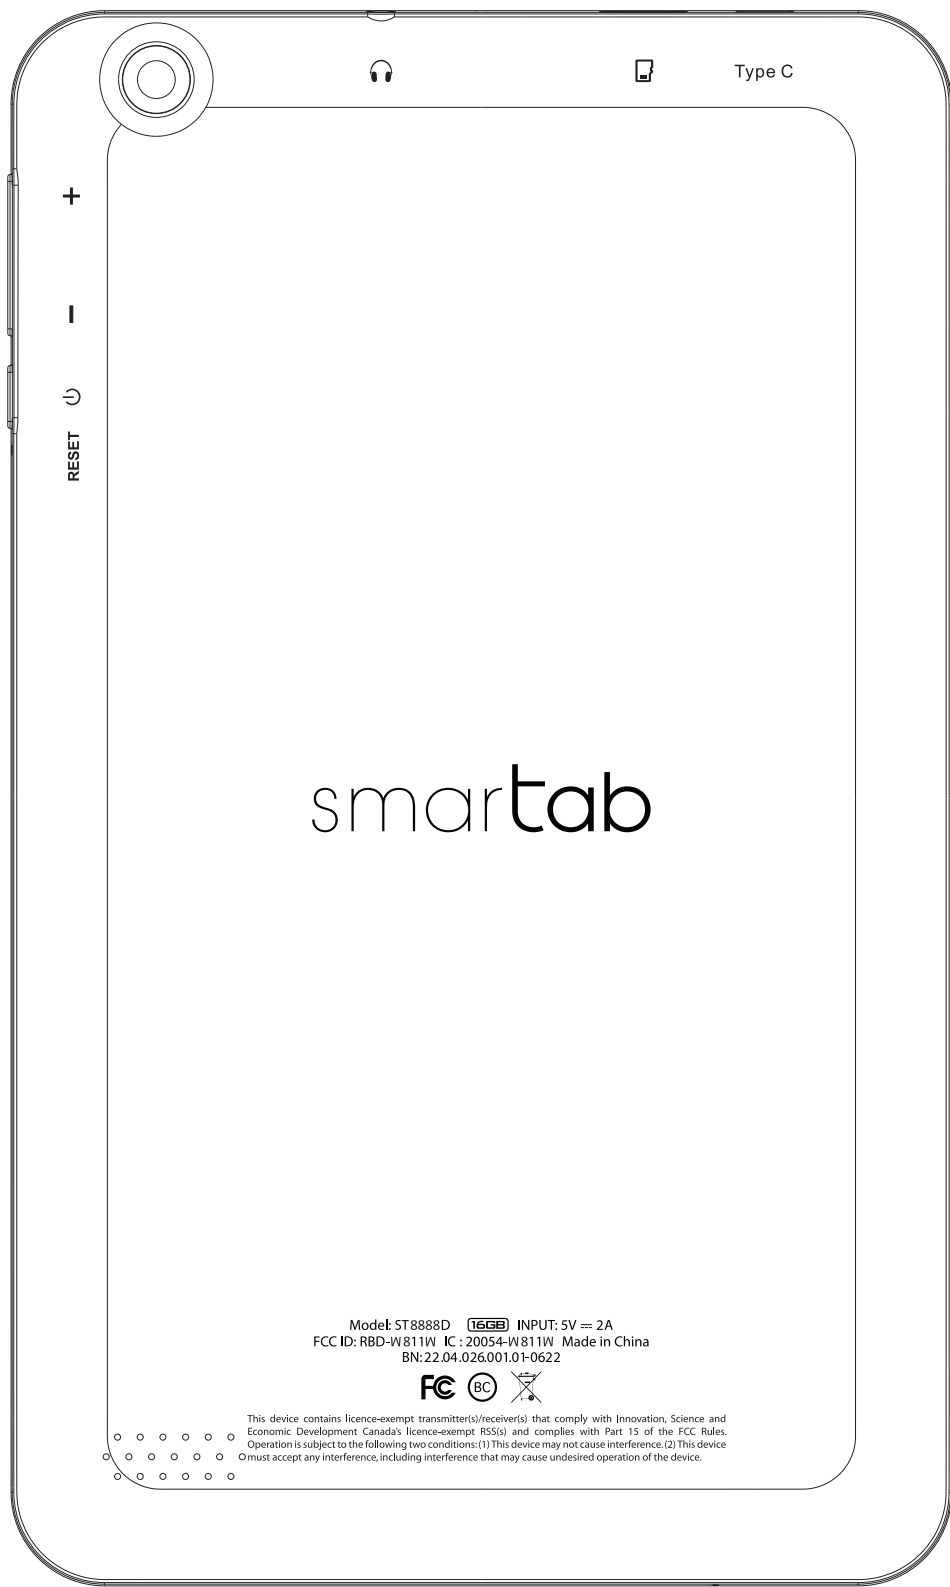 Type C
+
-
RESET
smartab
Model: ST8888D 16GB INPUT: 5V ⎓ 2A
FCC ID: RBD-W811W IC : 20054-W811W Made in China
BN: 22.04.026.001.01-0622
FC BC
This device contains licence-exempt transmitter(s)/receiver(s) that comply with Innovation, Science and
Economic Development Canada's licence-exempt RSS(s) and complies with Part 15 of the FCC Rules.
Operation is subject to the following two conditions: (1) This device may not cause interference. (2) This device
must accept any interference, including interference that may cause undesired operation of the device.